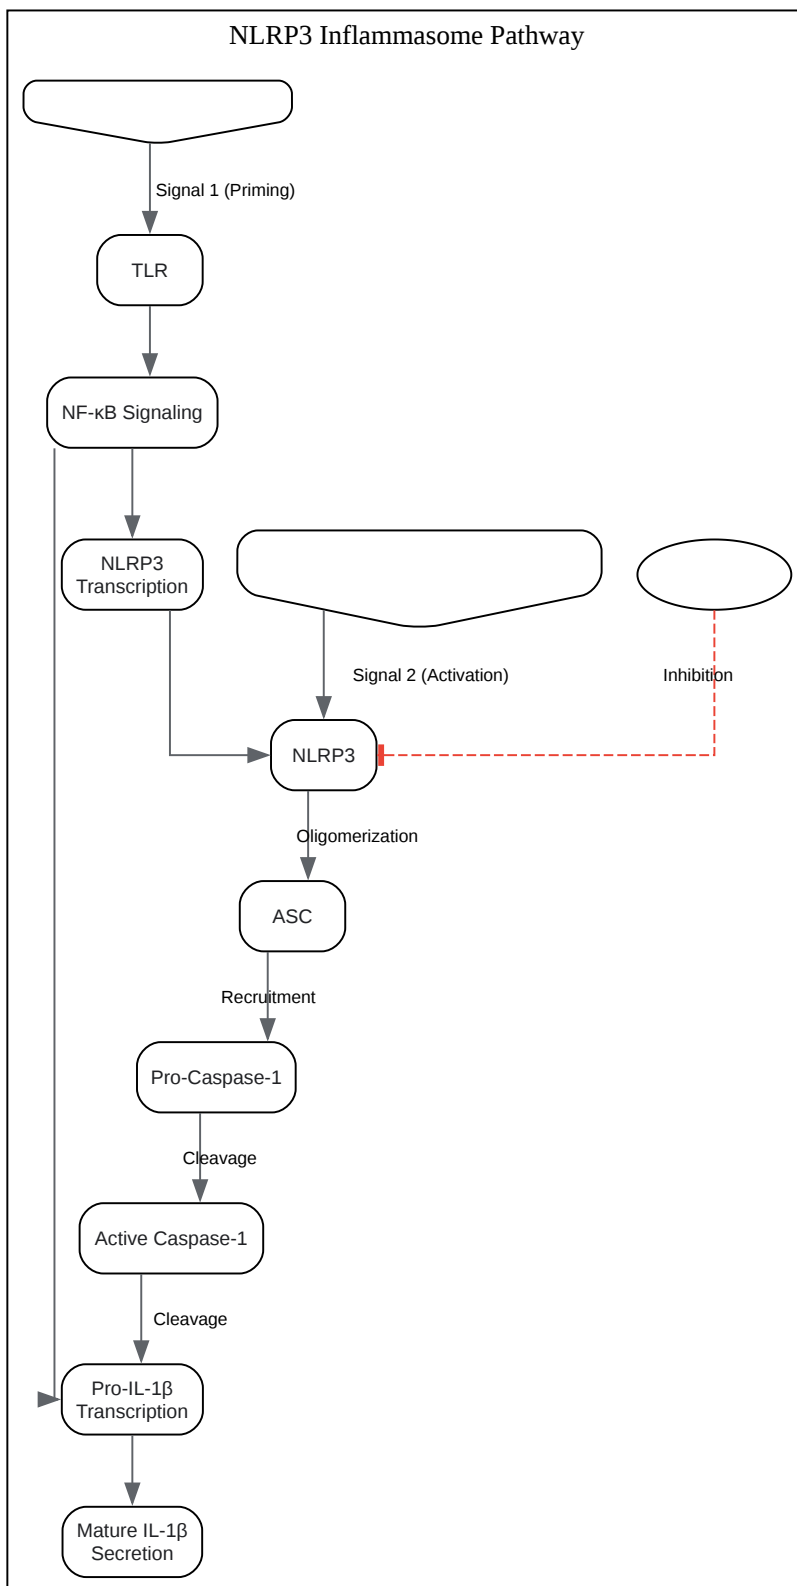 NLRP3 Inflammasome Pathway
Signal 1 (Priming)
TLR
NF-κB Signaling
NLRP3
Transcription
Signal 2 (Activation)
Inhibition
NLRP3
Oligomerization
ASC
Recruitment
Pro-Caspase-1
Cleavage
Active Caspase-1
Cleavage
Pro-IL-1β
Transcription
Mature IL-1β
Secretion